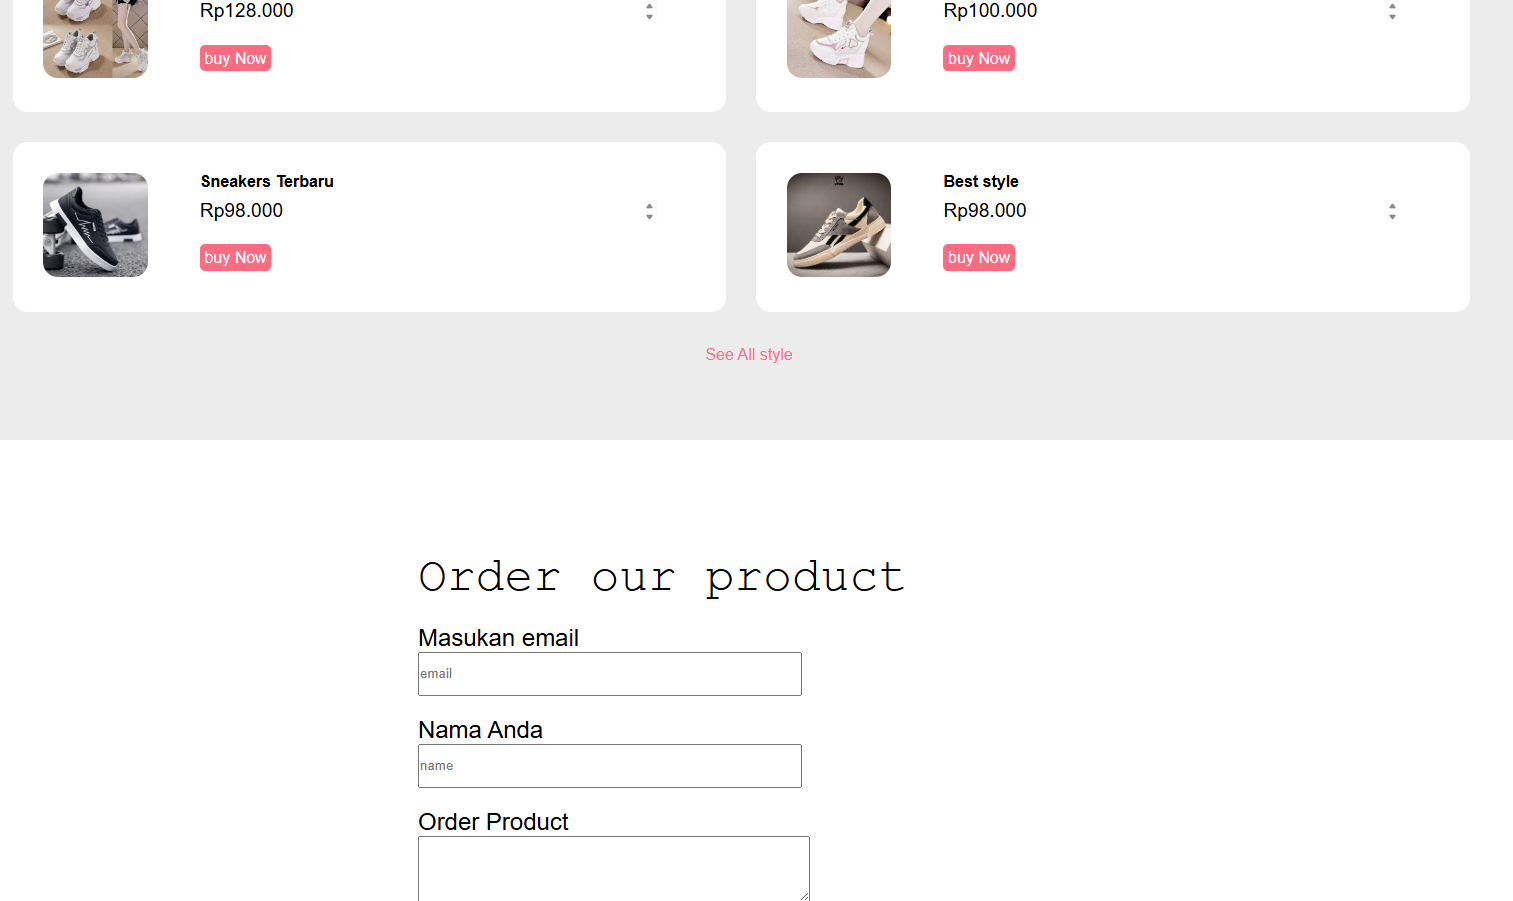 Rp128.000
Rp100.000
buy Now
buy Now
Sneakers Terbaru
Rp98.000
buy Now
Best style
Rp98.000
buy Now
See All style
Order our product
Masukan email
email
Nama Anda
name
Order Product